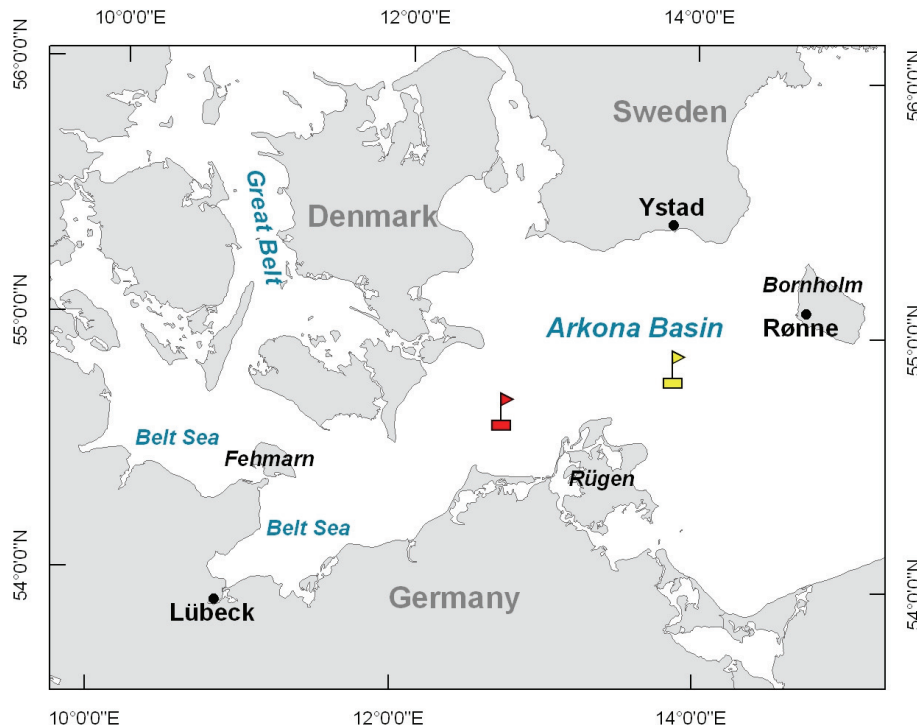 10°0'0"E
12°0'0"E
14°0'0"E
56°0'0"N
56°0'0"N
Sweden
Great Belt
Denmark
Ystad
Bornholm
55°0'0"N
Arkona Basin
Rønne
55°0'0"N
Belt Sea
Fehmarn
Rügen
Belt Sea
54°0'0"N
54°0'0"N
Lübeck
Germany
10°0'0"E
12°0'0"E
14°0'0"E